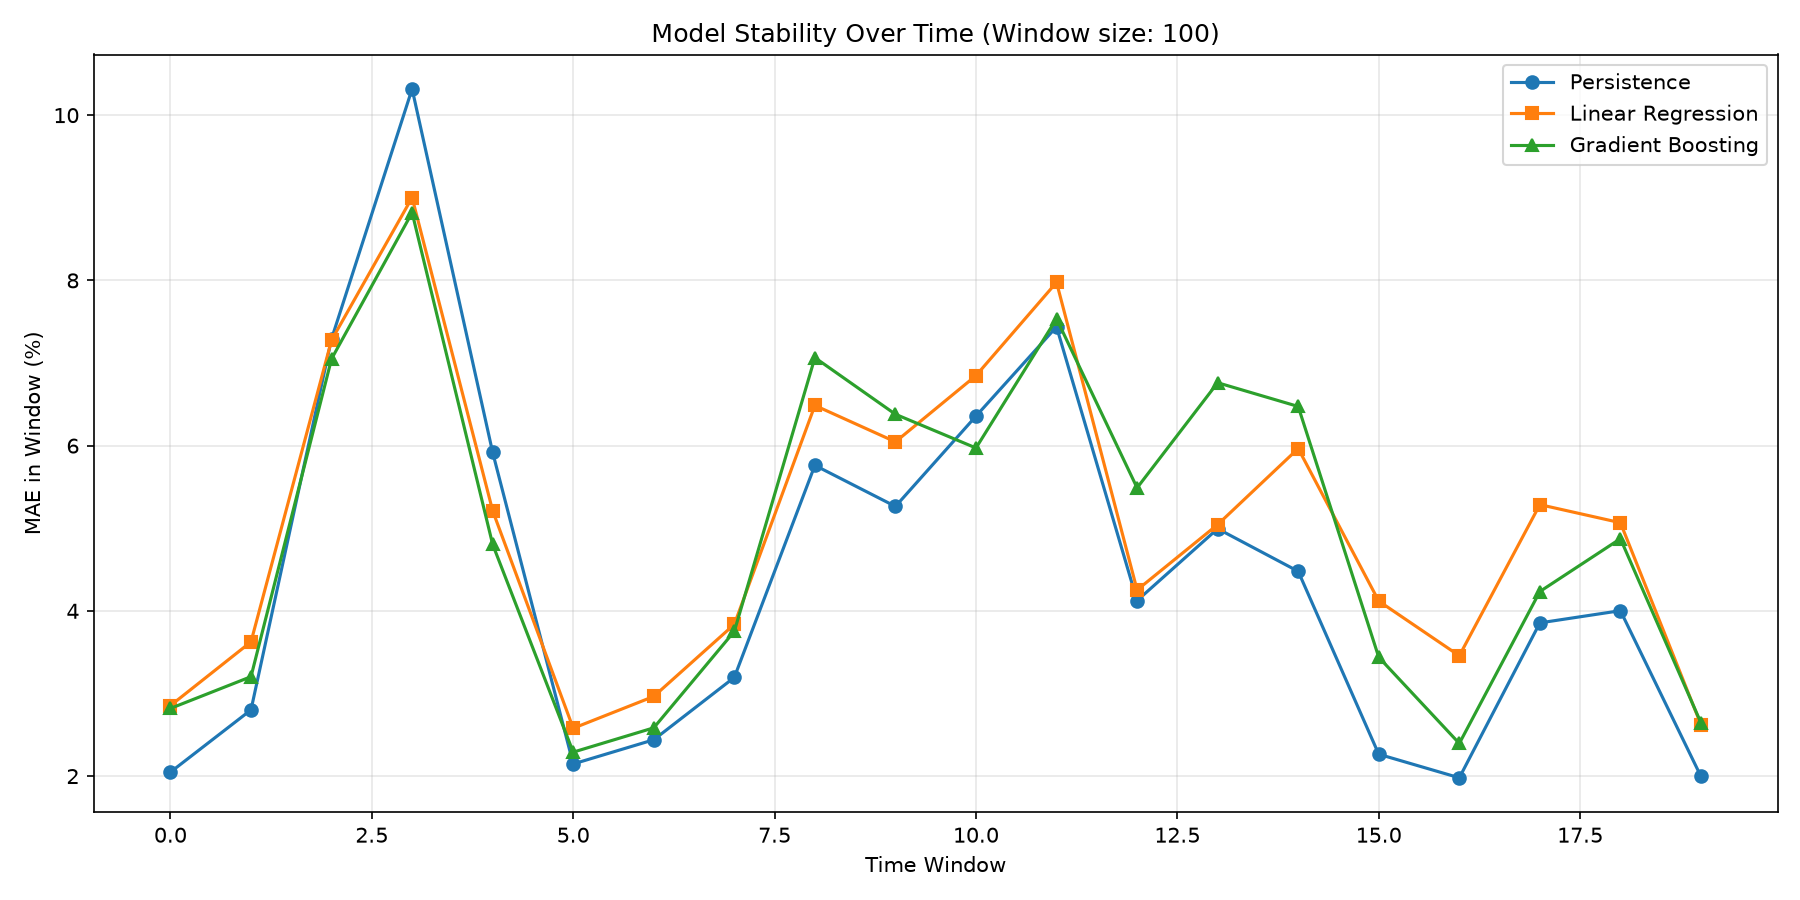 Model Stability Over Time (Window size: 100)
Persistence
Linear Regression
Gradient Boosting
MAE in Window (%)
10
8
6
4
2
0.0 2.5 5.0 7.5 10.0 12.5 15.0 17.5
Time Window